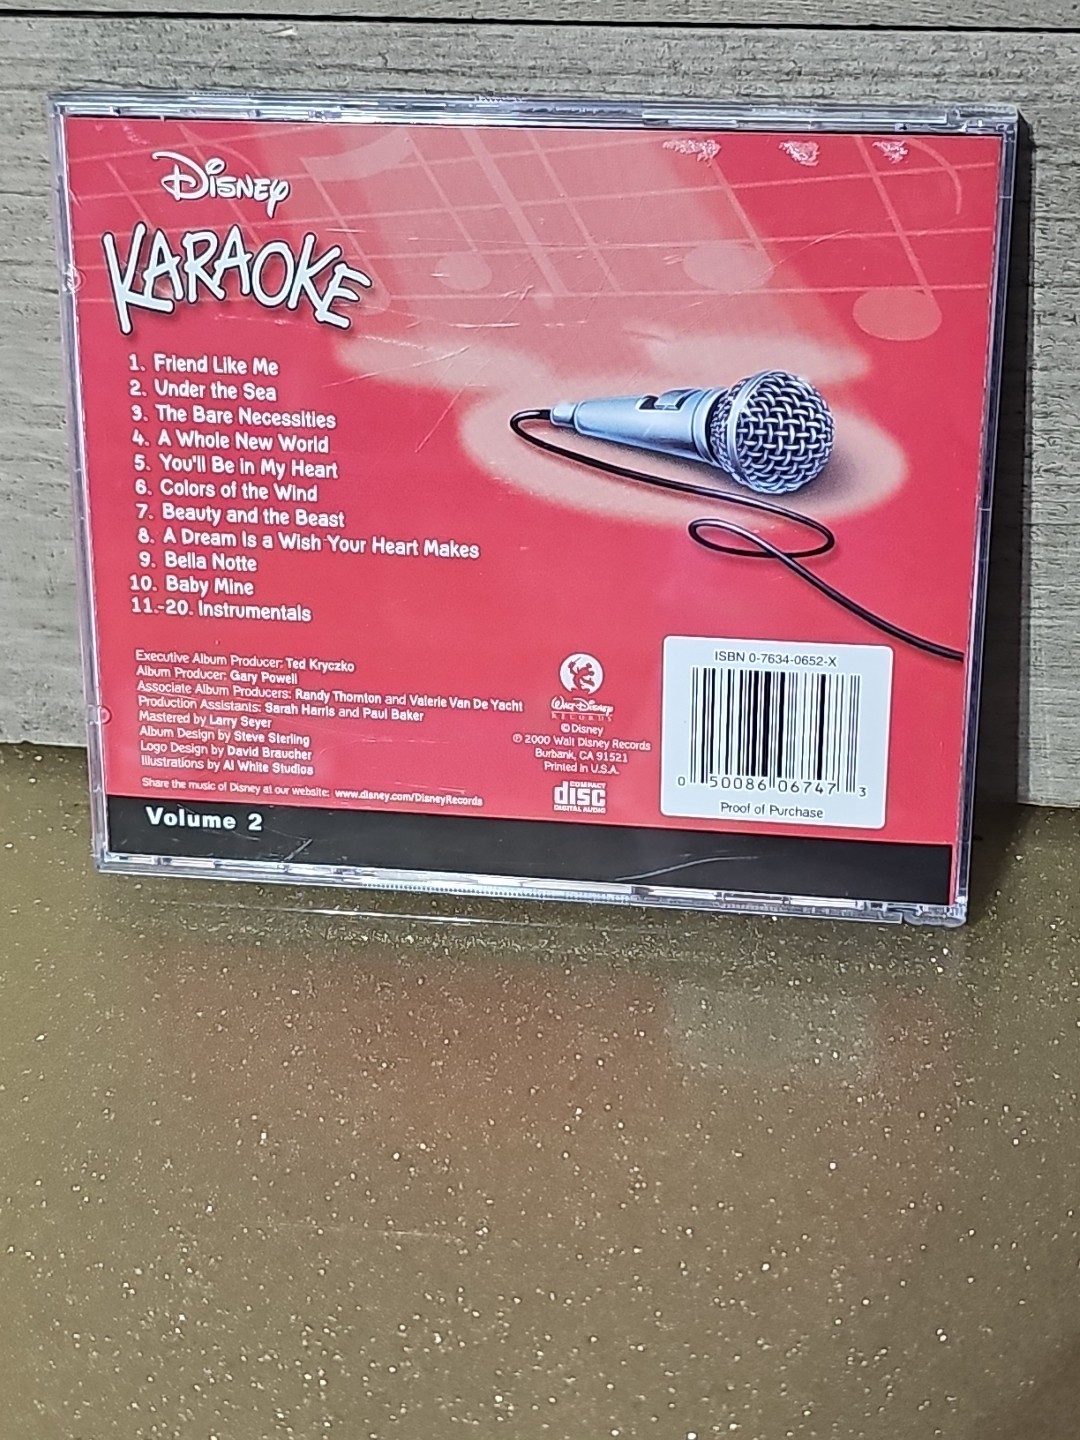 Disney
KARAOKE
1. Friend Like Me
2. Under the Sea
3. The Bare Necessities
4. A Whole New World
5. You'll Be in My Heart
6. Colors of the Wind
7. Beauty and the Beast
8. A Dream Is a Wish Your Heart Makes
9. Bella Notte
10. Baby Mine
11.-20. Instrumentals
Executive Album Producer: Ted Kryczko
Album Producer: Gary Powell
Associate Album Producers: Randy Thornton and Valerie Van De Yacht
Production Assistants: Sarah Harris and Paul Baker
Mastered by Larry Seyer
Album Design by Steve Sterling
Logo Design by David Braucher
Illustrations by Al White Studios
Share the music of Disney at our website: www.disney.com/DisneyRecords
Walt Disney
RECORDS
© Disney
℗ 2000 Walt Disney Records
Burbank, CA 91521
Printed in U.S.A.
COMPACT
disc
DIGITAL AUDIO
ISBN 0-7634-0652-X
0 50086 06747 3
Proof of Purchase
Volume 2